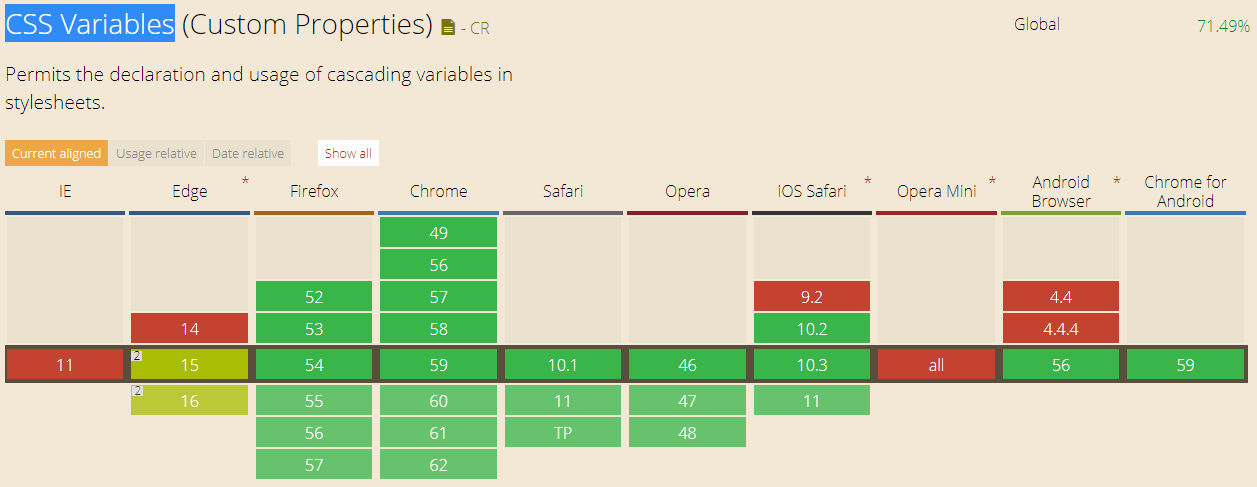 CSS Variables (Custom Properties) - CR
Global 71.49%
Permits the declaration and usage of cascading variables in
stylesheets.
Current aligned Usage relative Date relative Show all
IE Edge * Firefox Chrome Safari Opera iOS Safari * Opera Mini * Android Browser * Chrome for Android
49
56
52 57 9.2 4.4
14 53 58 10.2 4.4.4
11 2 15 54 59 10.1 46 10.3 all 56 59
2 16 55 60 11 47 11
56 61 TP 48
57 62